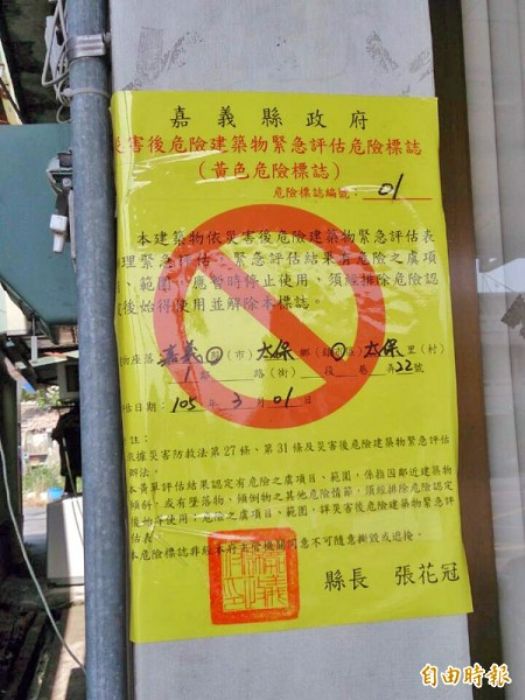 嘉義縣政府
災害後危險建築物緊急評估危險標誌
（黃色危險標誌）
危險標誌編號：01
本建築物依災害後危險建築物緊急評估表
理緊急評估，緊急評估結果有危險之虞項
、範圍，應暫時停止使用、須經排除危險認
後始得使用並解除本標誌。
物座落 嘉義 縣（市）太保 鄉（鎮市區）太保 里（村）
路（街） 段 巷 弄22號
日期：105年3月01日
註：
依據災害防救法第27條、第31條及災害後危險建築物緊急評估
辦法。
本黃單評估結果認定有危險之虞項目、範圍，係指因鄰近建築物
傾斜，或有墜落物、傾倒物之其他危險情節，須經排除危險認定
後始得使用；危險之虞項目、範圍，詳災害後危險建築物緊急評
估表
本危險標誌非經本府主管機關同意不可隨意撕毀或遮掩。
縣長 張花冠
自由時報